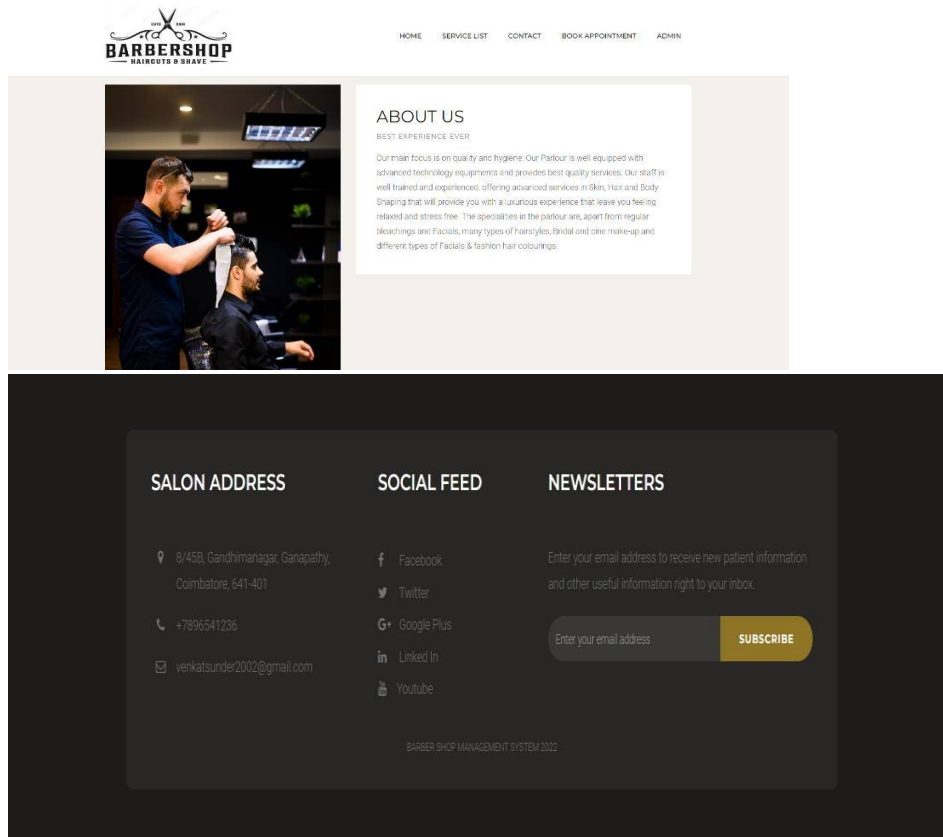 ESTD 2018
BARBERSHOP
HAIRCUTS & SHAVE
HOME SERVICE LIST CONTACT BOOK APPOINTMENT ADMIN
ABOUT US
BEST EXPERIENCE EVER
Our main focus is on quality and hygiene. Our Parlour is well equipped with
advanced technology equipments and provides best quality services. Our staff is
well trained and experienced, offering advanced services in Skin, Hair and Body
Shaping that will provide you with a luxurious experience that leave you feeling
relaxed and stress free. The specialities in the parlour are, apart from regular
bleachings and Facials, many types of hairstyles, Bridal and cine make-up and
different types of Facials & fashion hair colourings.
SALON ADDRESS
8/45B, Gandhimanagar, Ganapathy,
Coimbatore, 641-401
+7896541236
venkatsunder2002@gmail.com
SOCIAL FEED
Facebook
Twitter
Google Plus
Linked In
Youtube
NEWSLETTERS
Enter your email address to receive new patient information
and other useful information right to your inbox.
Enter your email address SUBSCRIBE
BARBER SHOP MANAGEMENT SYSTEM 2022